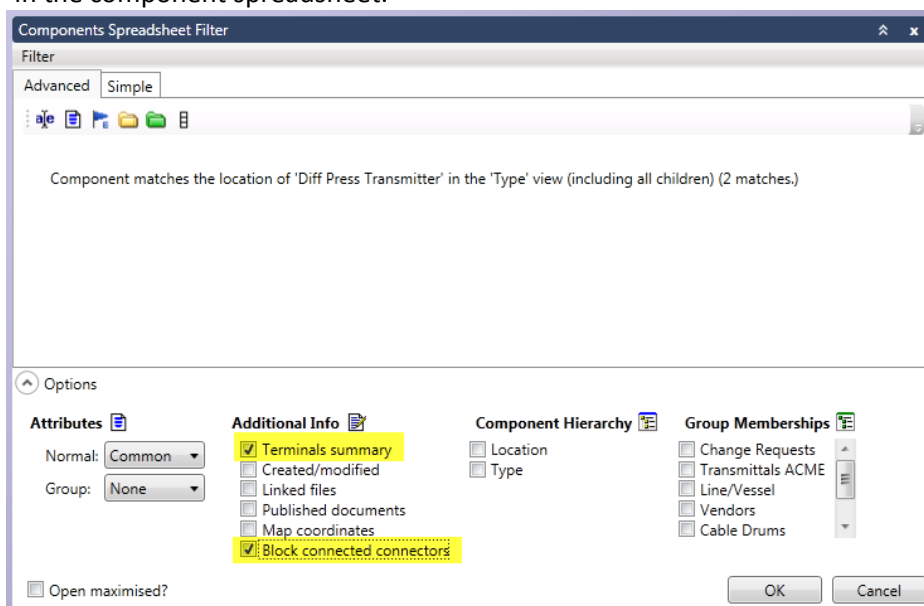 in the component spreadsheet.
Components Spreadsheet Filter
Filter
Advanced Simple
Component matches the location of 'Diff Press Transmitter' in the 'Type' view (including all children) (2 matches.)
Options
Attributes Additional Info Component Hierarchy Group Memberships
Normal: Common Terminals summary Location Change Requests
Created/modified Type Transmittals ACME
Group: None Linked files Line/Vessel
Published documents Vendors
Map coordinates Cable Drums
Block connected connectors
Open maximised? OK Cancel